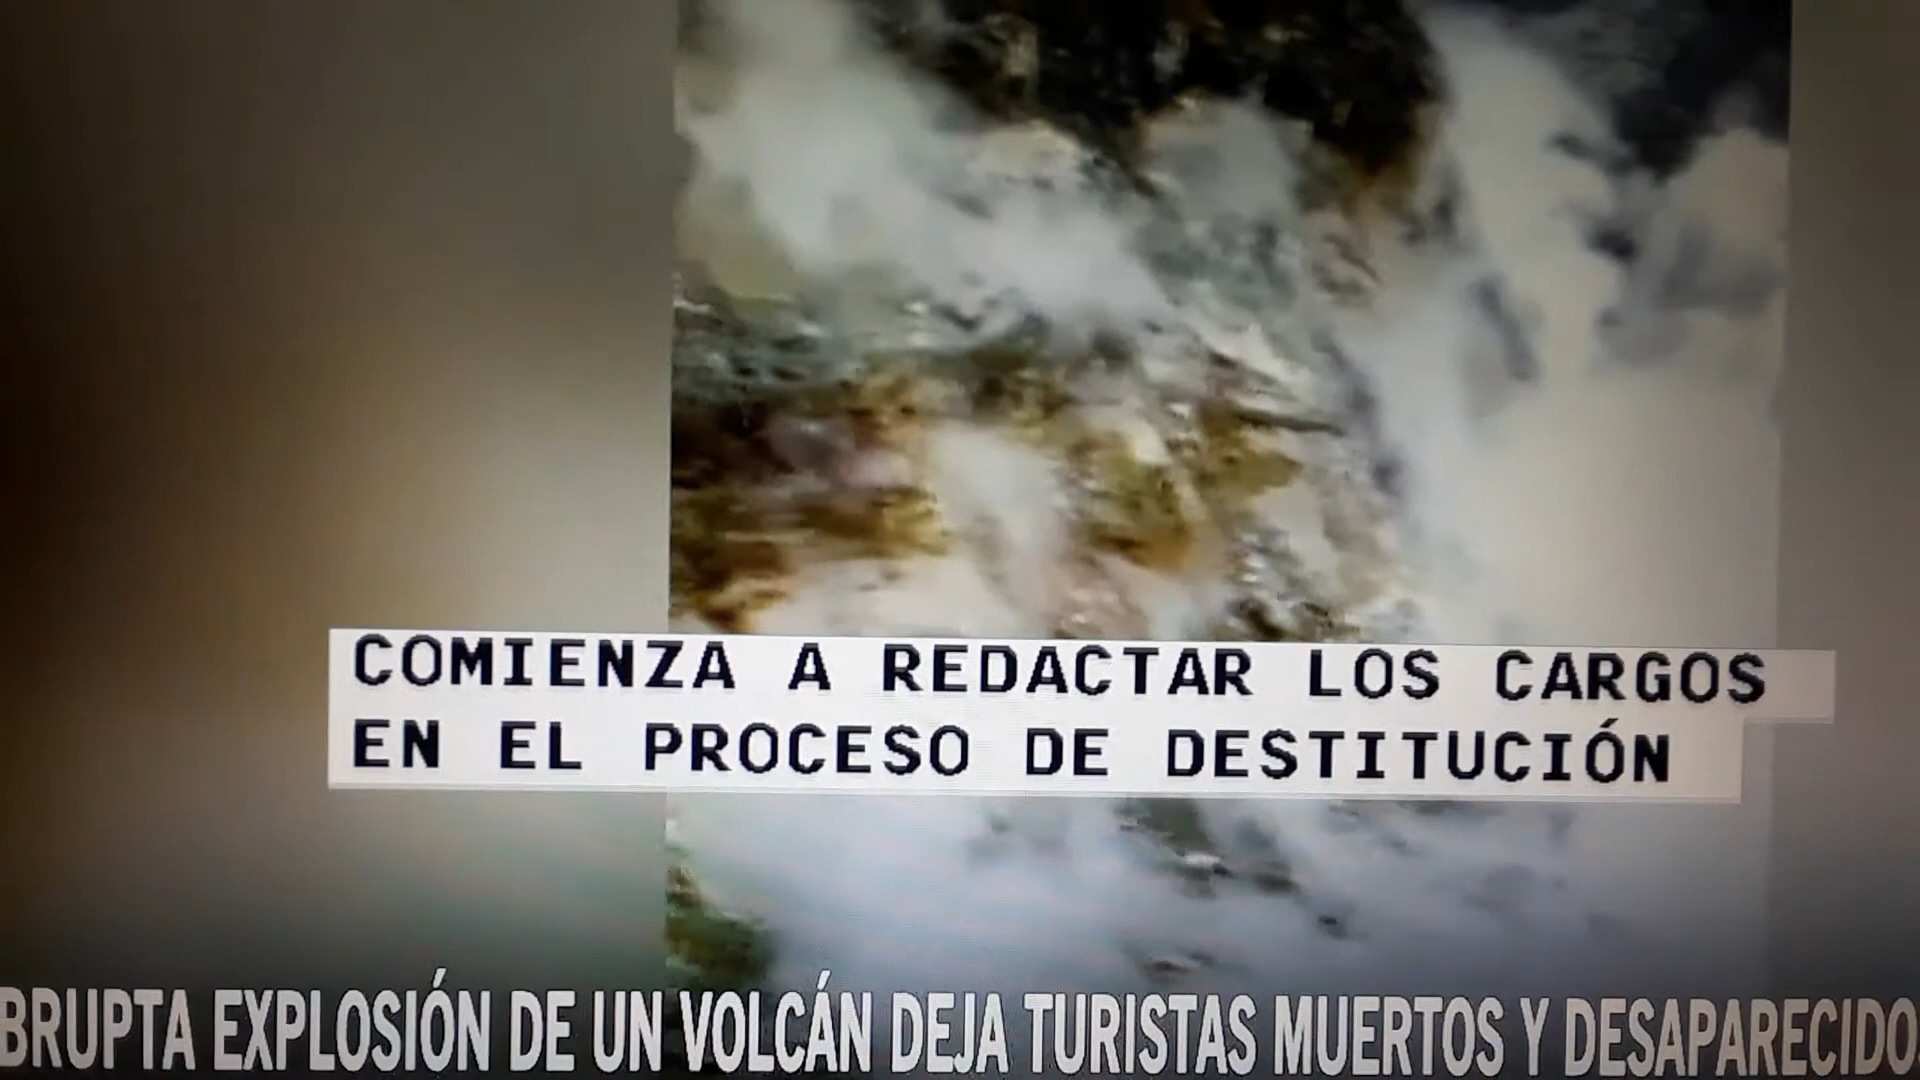 COMIENZA A REDACTAR LOS CARGOS
EN EL PROCESO DE DESTITUCIÓN
BRUPTA EXPLOSIÓN DE UN VOLCÁN DEJA TURISTAS MUERTOS Y DESAPARECIDO